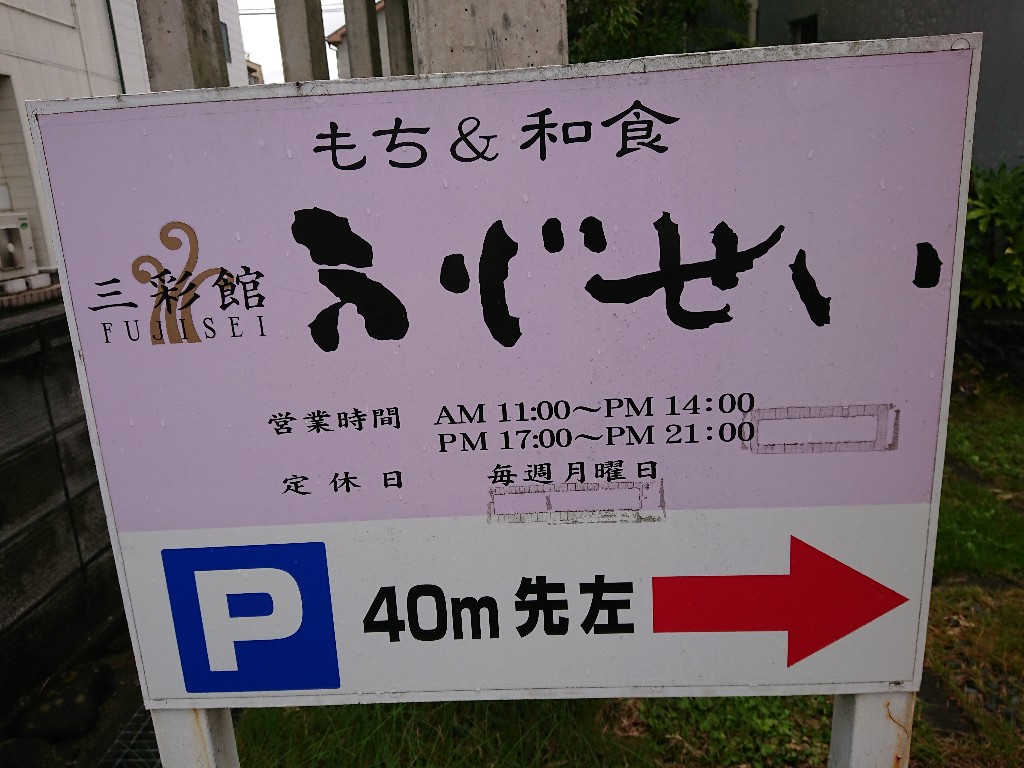 もち&和食
三彩館
FUJISEI
ふじせい
営業時間 AM 11:00～PM 14:00
PM 17:00～PM 21:00
定休日 毎週月曜日
P 40m先左